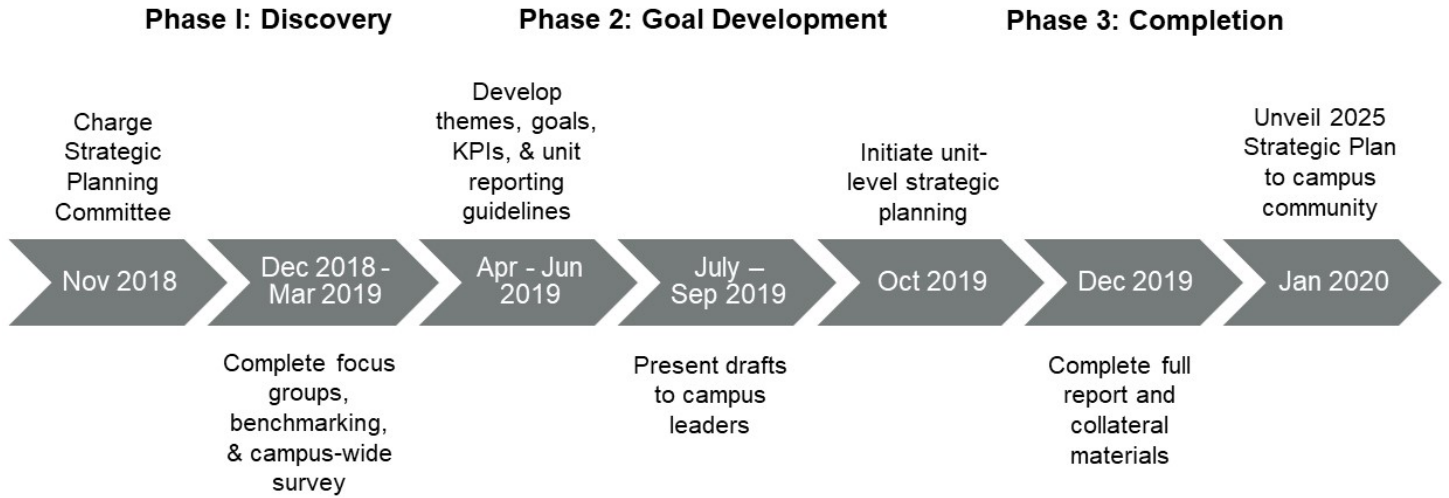 Phase I: Discovery
Phase 2: Goal Development
Phase 3: Completion
Charge
Strategic
Planning
Committee
Develop
themes, goals,
KPIs, & unit
reporting
guidelines
Initiate unit-
level strategic
planning
Unveil 2025
Strategic Plan
to campus
community
Nov 2018
Dec 2018 -
Mar 2019
Apr - Jun
2019
July –
Sep 2019
Oct 2019
Dec 2019
Jan 2020
Complete focus
groups,
benchmarking,
& campus-wide
survey
Present drafts
to campus
leaders
Complete full
report and
collateral
materials